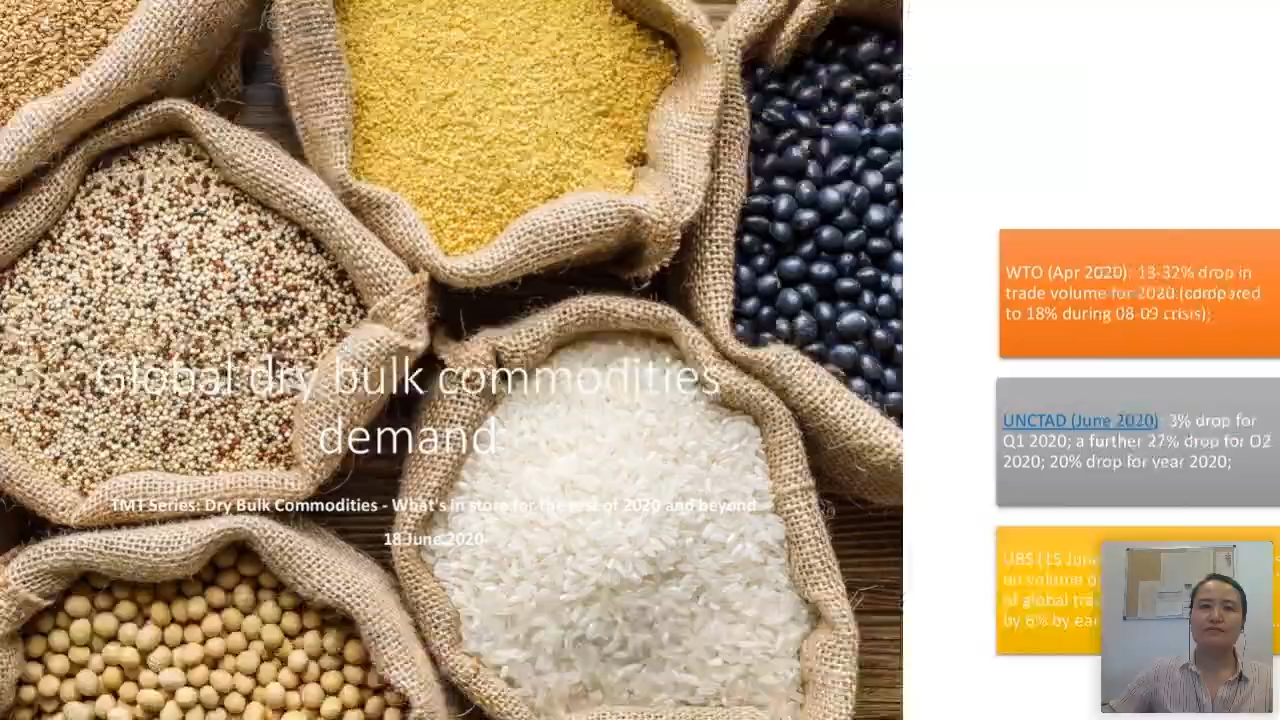 Global dry bulk commodities
demand
TMT Series: Dry Bulk Commodities - What's in store for the rest of 2020 and beyond
18 June 2020
WTO (Apr 2020): 13-32% drop in
trade volume for 2020 (compared
to 18% during 08-09 crisis);
UNCTAD (June 2020): 3% drop for
Q1 2020; a further 27% drop for Q2
2020; 20% drop for year 2020;
UBS (15 June
volume
of global
by 6% by